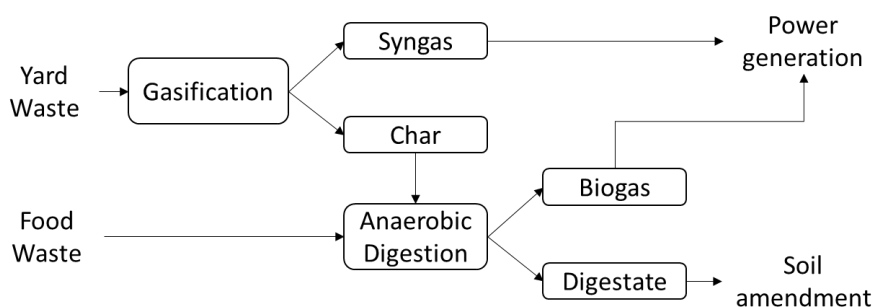 Yard
Waste
Gasification
Syngas
Char
Power
generation
Food
Waste
Anaerobic
Digestion
Biogas
Digestate
Soil
amendment